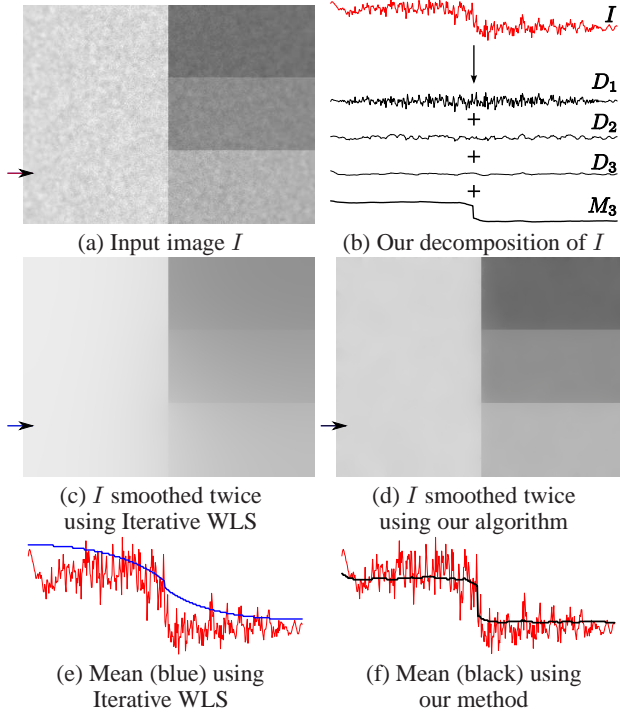 I
D1
+
D2
+
D3
+
M3
(a) Input image I
(b) Our decomposition of I
(c) I smoothed twice
using Iterative WLS
(d) I smoothed twice
using our algorithm
(e) Mean (blue) using
Iterative WLS
(f) Mean (black) using
our method